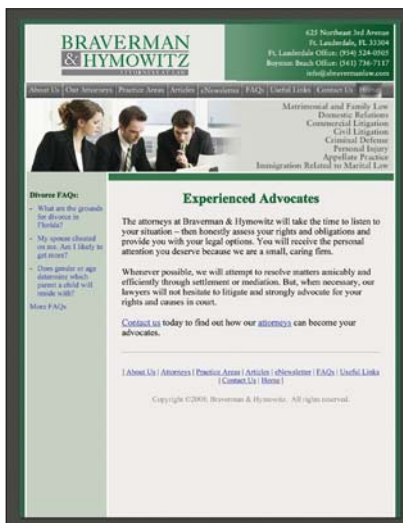 BRAVERMAN
& HYMOWITZ
ATTORNEYS AT LAW
625 Northeast 3rd Avenue
Ft. Lauderdale, FL 33304
Ft. Lauderdale Office: (954) 524-0505
Boynton Beach Office: (541) 736-7117
info@abravermanlaw.com
About Us Our Attorneys Practice Areas Articles eNewsletter FAQs Useful Links Contact Us Home
Matrimonial and Family Law
Domestic Relations
Commercial Litigation
Civil Litigation
Criminal Defense
Personal Injury
Appellate Practice
Immigration Related to Marital Law
Divorce FAQs:
- What are the grounds
for divorce in
Florida?
- My spouse cheated
on me. Am I likely to
get more?
- Does gender or age
determine which
parent a child will
reside with?
More FAQs
Experienced Advocates
The attorneys at Braverman & Hymowitz will take the time to listen to
your situation – then honestly assess your rights and obligations and
provide you with your legal options. You will receive the personal
attention you deserve because we are a small, caring firm.
Whenever possible, we will attempt to resolve matters amicably and
efficiently through settlement or mediation. But, when necessary, our
lawyers will not hesitate to litigate and strongly advocate for your
rights and causes in court.
Contact us today to find out how our attorneys can become your
advocates.
| About Us | Attorneys | Practice Areas | Articles | eNewsletter | FAQs | Useful Links
| Contact Us | Home |
Copyright ©2008, Braverman & Hymowitz. All rights reserved.